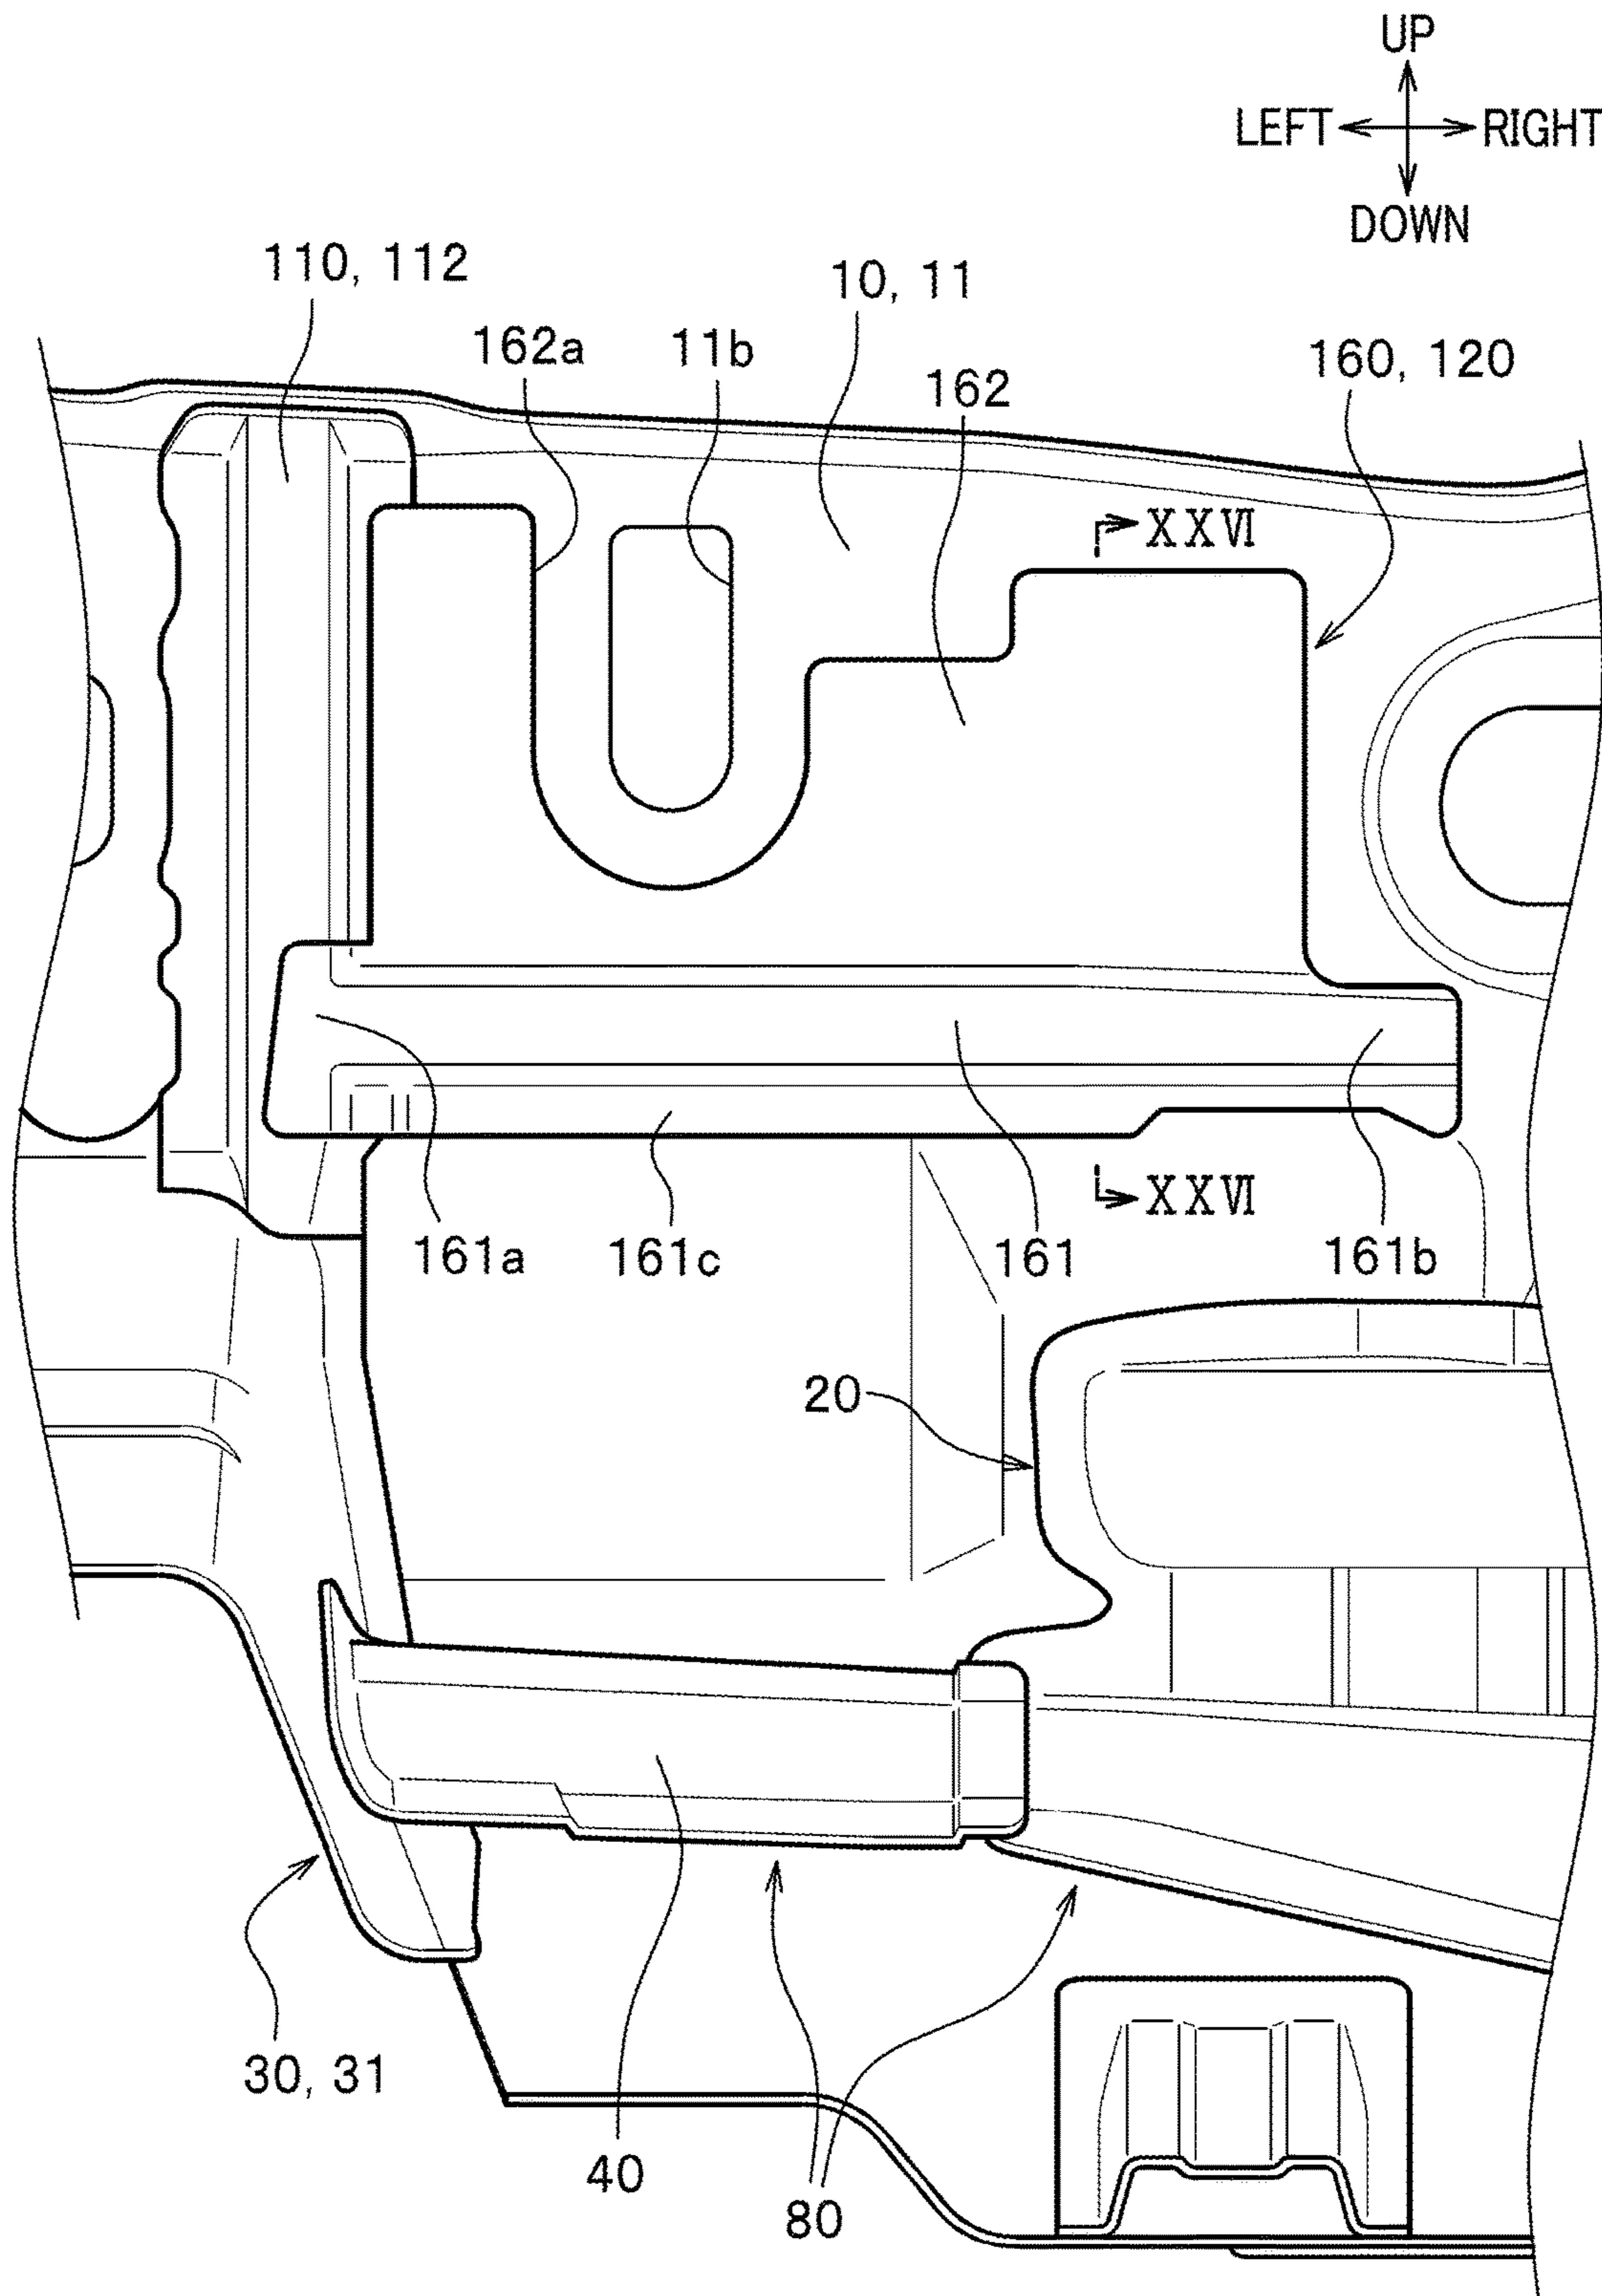 UP
LEFT RIGHT
DOWN
110, 112
10, 11
162a
11b
162
160, 120
XXVI
161a
161c
161
161b
XXVI
20
30, 31
40
80